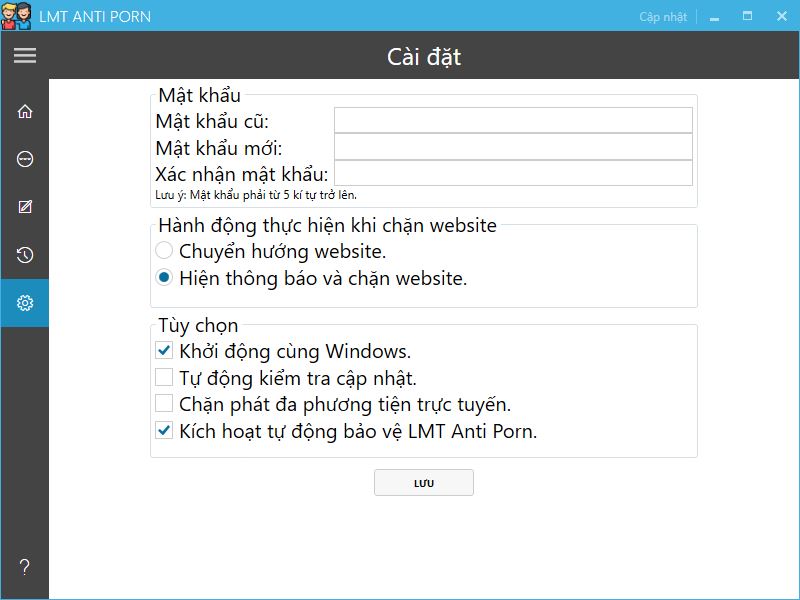 LMT ANTI PORN
Cập nhật
Cài đặt
Mật khẩu
Mật khẩu cũ:
Mật khẩu mới:
Xác nhận mật khẩu:
Lưu ý: Mật khẩu phải từ 5 kí tự trở lên.
Hành động thực hiện khi chặn website
Chuyển hướng website.
Hiện thông báo và chặn website.
Tùy chọn
Khởi động cùng Windows.
Tự động kiểm tra cập nhật.
Chặn phát đa phương tiện trực tuyến.
Kích hoạt tự động bảo vệ LMT Anti Porn.
LƯU
?